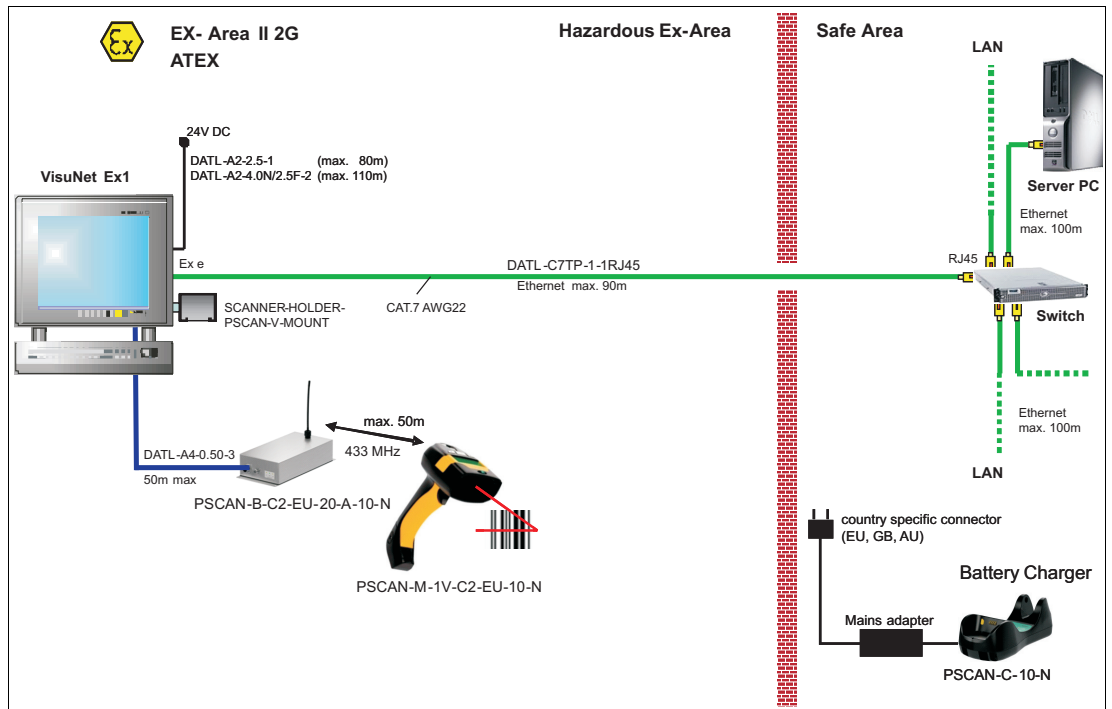 EX- Area II 2G
ATEX
Hazardous Ex-Area
Safe Area
LAN
24V DC
DATL-A2-2.5-1 (max. 80m)
DATL-A2-4.0N/2.5F-2 (max. 110m)
VisuNet Ex1
Server PC
Ethernet
max. 100m
Ex e
DATL-C7TP-1-1RJ45
Ethernet max. 90m
RJ45
CAT.7 AWG22
SCANNER-HOLDER-
PSCAN-V-MOUNT
Switch
Ethernet
max. 100m
LAN
max. 50m
433 MHz
DATL-A4-0.50-3
50m max
PSCAN-B-C2-EU-20-A-10-N
PSCAN-M-1V-C2-EU-10-N
country specific connector
(EU, GB, AU)
Battery Charger
Mains adapter
PSCAN-C-10-N